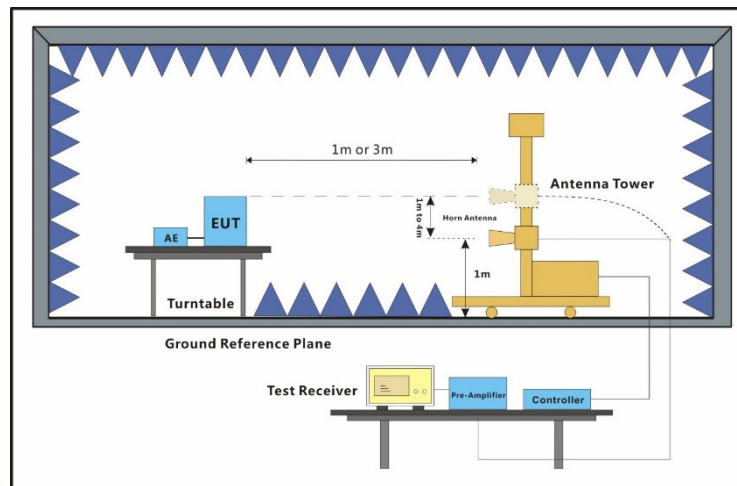 1m or 3m
Antenna Tower
1m to 4m
Horn Antenna
EUT
AE
1m
Turntable
Ground Reference Plane
Test Receiver
Pre-Amplifier
Controller